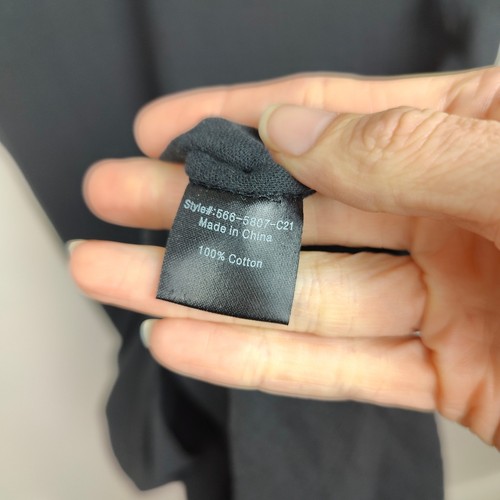 Style#:566-5807-C21
Made in China
100% Cotton